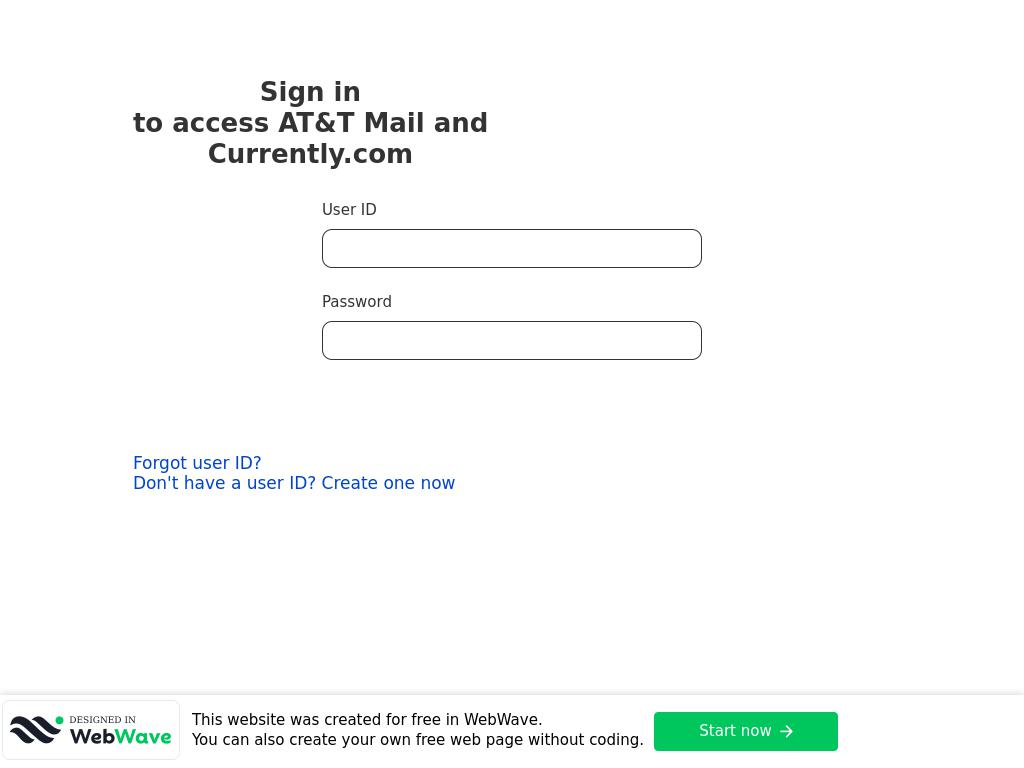 Sign in
to access AT&T Mail and
Currently.com
User ID
Password
Forgot user ID?
Don't have a user ID? Create one now
DESIGNED IN
WebWave
This website was created for free in WebWave.
You can also create your own free web page without coding.
Start now